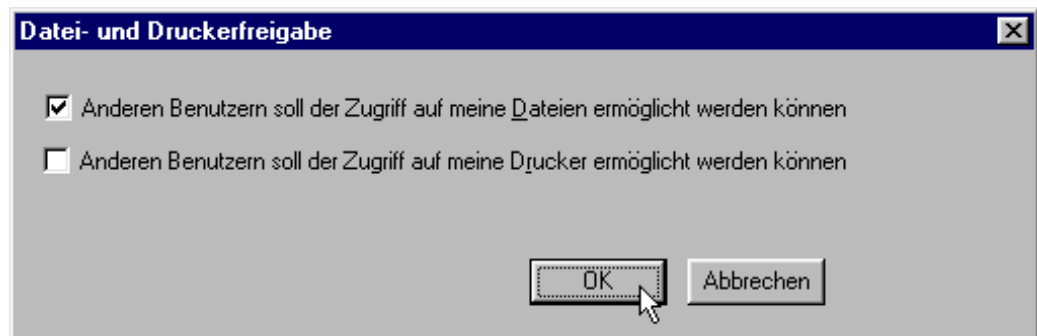 Datei- und Druckerfreigabe
Anderen Benutzern soll der Zugriff auf meine Dateien ermöglicht werden können
Anderen Benutzern soll der Zugriff auf meine Drucker ermöglicht werden können
OK Abbrechen